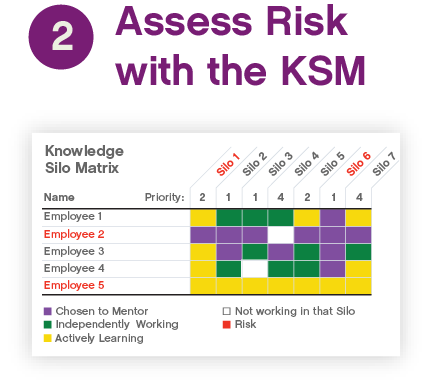 2
Assess Risk
with the KSM
Knowledge
Silo Matrix
Silo 1
Silo 2
Silo 3
Silo 4
Silo 5
Silo 6
Silo 7
Name Priority: 2 1 1 4 2 1 4
Employee 1
Employee 2
Employee 3
Employee 4
Employee 5
Chosen to Mentor
Independently Working
Actively Learning
Not working in that Silo
Risk